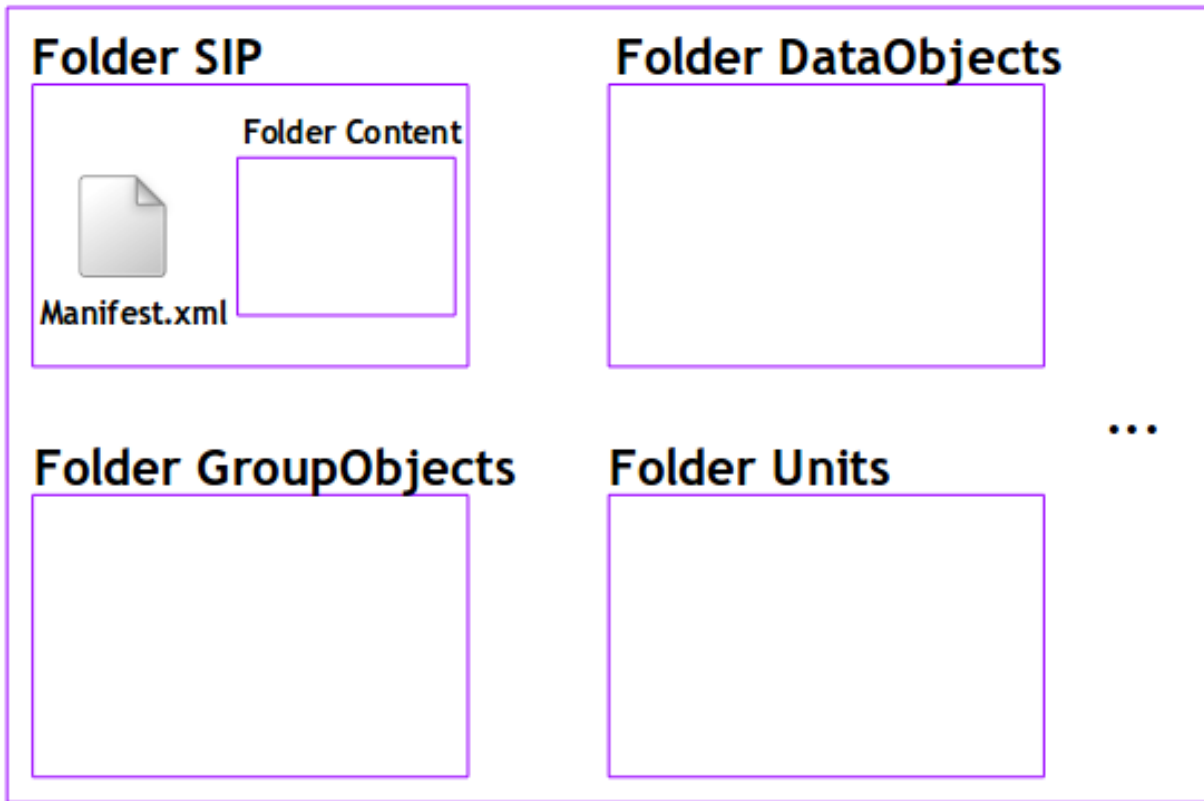 Folder SIP
Folder DataObjects
Folder Content
Manifest.xml
...
Folder GroupObjects
Folder Units